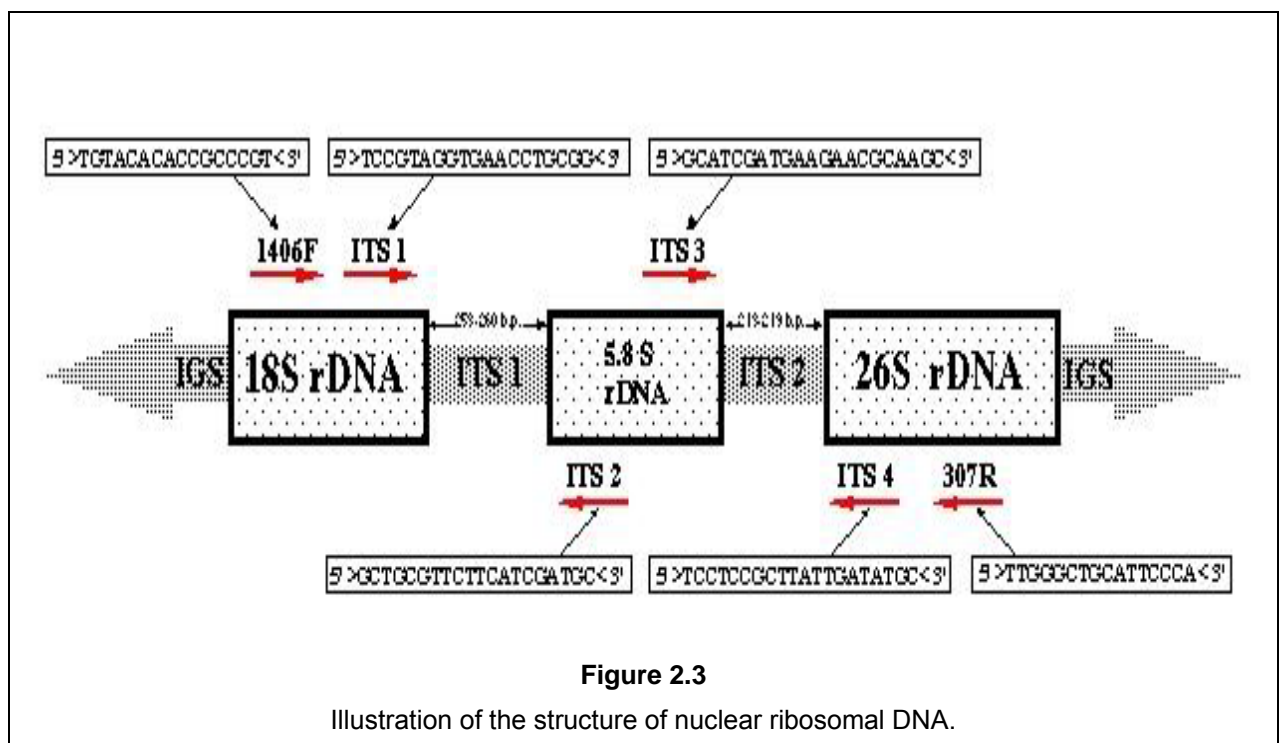 5'>TGTACACACCGCCCGT<3'
5'>TCCGTAGGTGAACCTGCGG<3'
5'>GCATCGATGAAGAACGCAAGC<3'
1406F
ITS 1
ITS 3
b.p.
b.p.
IGS
18S rDNA
ITS 1
5.8 S
rDNA
ITS 2
26S rDNA
IGS
ITS 2
ITS 4
307R
5'>GCTGCGTTCTTCATCGATGC<3'
5'>TCCTCCGCTTATTGATATGC<3'
5'>TTGGGCTGCATTCCCA<3'
Figure 2.3
Illustration of the structure of nuclear ribosomal DNA.